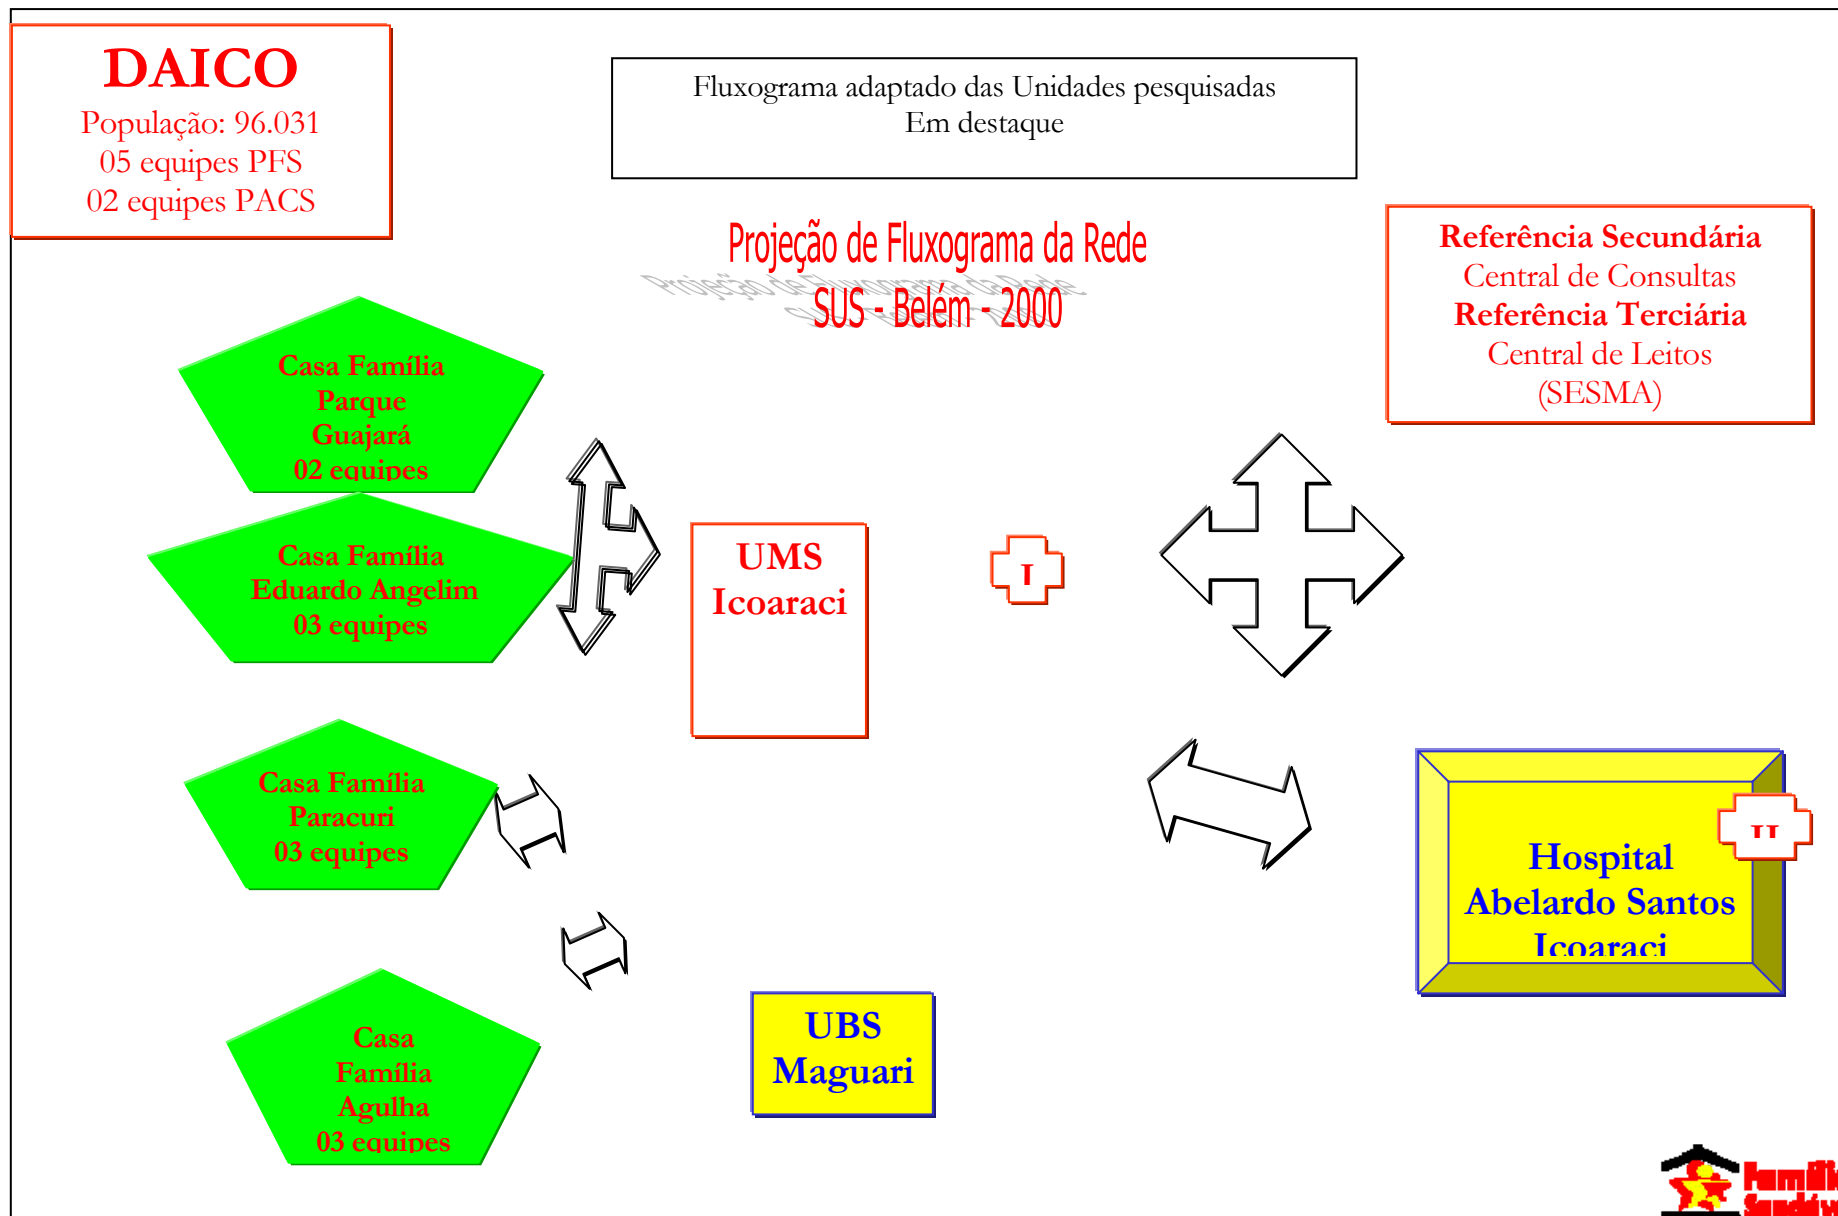 DAICO
População: 96.031
05 equipes PFS
02 equipes PACS
Fluxograma adaptado das Unidades pesquisadas
Em destaque
Projeção de Fluxograma da Rede
SUS - Belém - 2000
Referência Secundária
Central de Consultas
Referência Terciária
Central de Leitos
(SESMA)
Casa Família
Parque
Guajará
02 equipes
Casa Família
Eduardo Angelim
03 equipes
UMS
Icoaraci
I
Casa Família
Paracuri
03 equipes
II
Hospital
Abelardo Santos
Icoaraci
Casa
Família
Agulha
03 equipes
UBS
Maguari